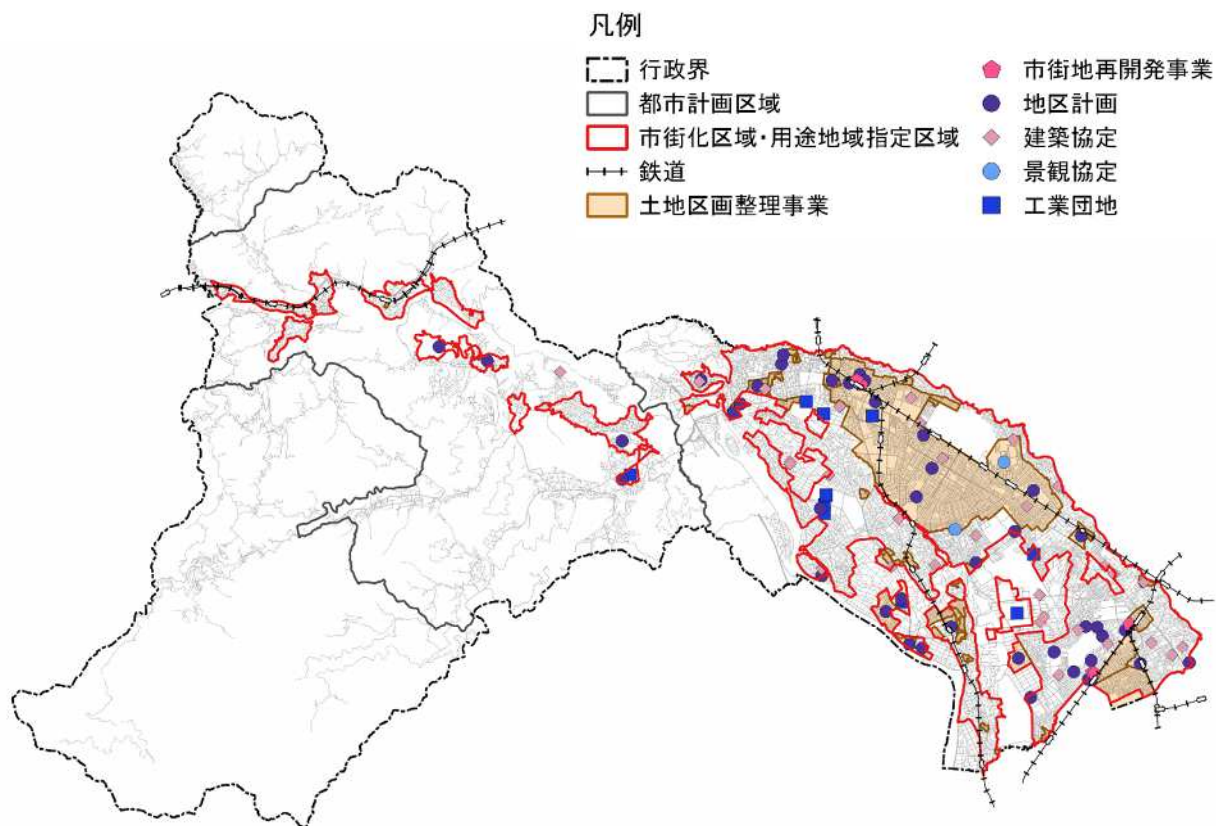 凡例
行政界
都市計画区域
市街化区域・用途地域指定区域
鉄道
土地区画整理事業
市街地再開発事業
地区計画
建築協定
景観協定
工業団地